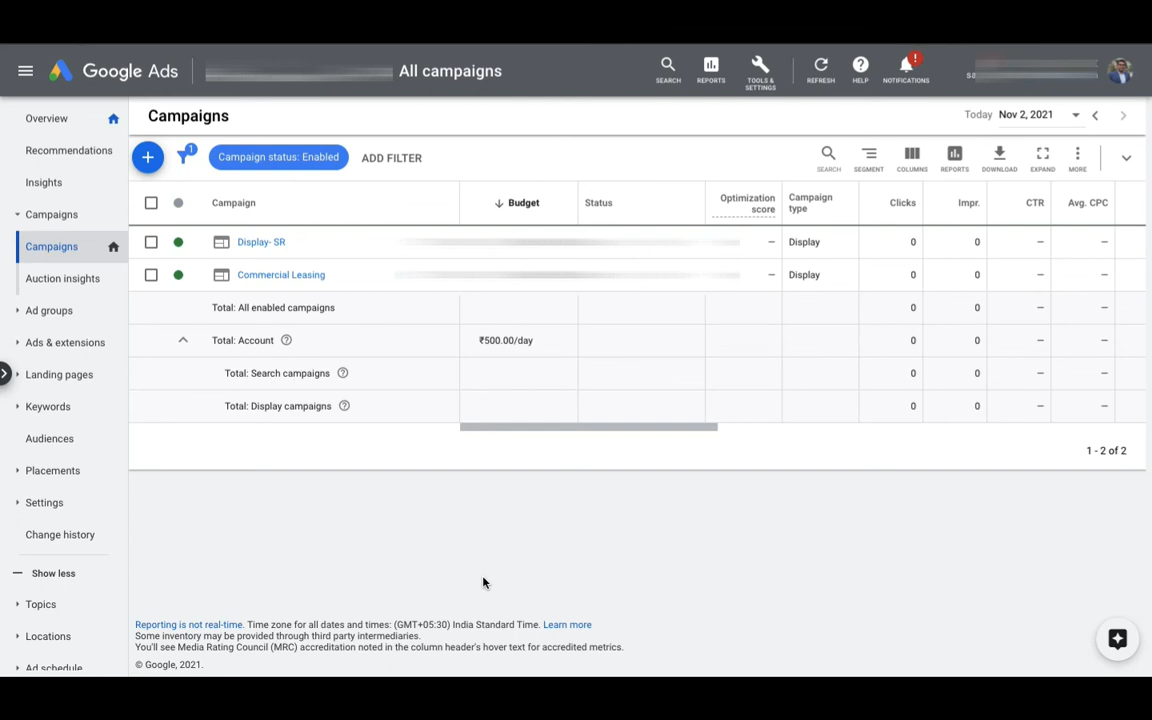 Google Ads
All campaigns
SEARCH
REPORTS
TOOLS &
SETTINGS
REFRESH
HELP
!
NOTIFICATIONS
sa
Overview
Recommendations
Insights
Campaigns
Campaigns
Auction insights
Ad groups
Ads & extensions
Landing pages
Keywords
Audiences
Placements
Settings
Change history
Show less
Topics
Locations
Ad schedule
Campaigns
Today Nov 2, 2021
1
Campaign status: Enabled
ADD FILTER
SEARCH
SEGMENT
COLUMNS
REPORTS
DOWNLOAD
EXPAND
MORE
Campaign Budget Status Optimization score Campaign type Clicks Impr. CTR Avg. CPC
Display- SR — Display 0 0 — —
Commercial Leasing — Display 0 0 — —
Total: All enabled campaigns 0 0 — —
Total: Account ₹500.00/day 0 0 — —
Total: Search campaigns 0 0 — —
Total: Display campaigns 0 0 — —
1 - 2 of 2
Reporting is not real-time. Time zone for all dates and times: (GMT+05:30) India Standard Time. Learn more
Some inventory may be provided through third party intermediaries.
You'll see Media Rating Council (MRC) accreditation noted in the column header's hover text for accredited metrics.
© Google, 2021.